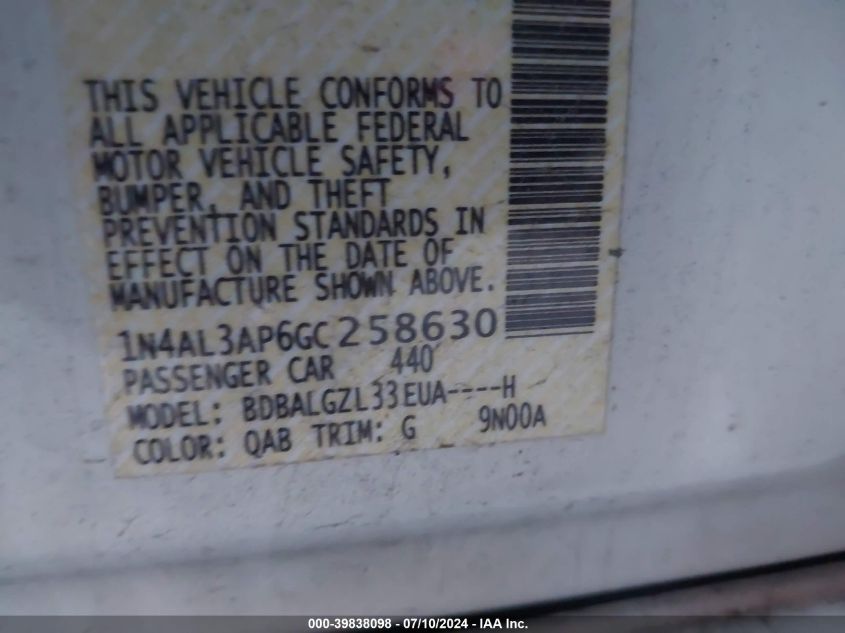 THIS VEHICLE CONFORMS TO
ALL APPLICABLE FEDERAL
MOTOR VEHICLE SAFETY,
BUMPER, AND THEFT
PREVENTION STANDARDS IN
EFFECT ON THE DATE OF
MANUFACTURE SHOWN ABOVE.
1N4AL3AP6GC258630
PASSENGER CAR 440
MODEL: BDBALGZL33EUA----H
COLOR: QAB TRIM: G 9N00A
000-39838098 - 07/10/2024 - IAA Inc.